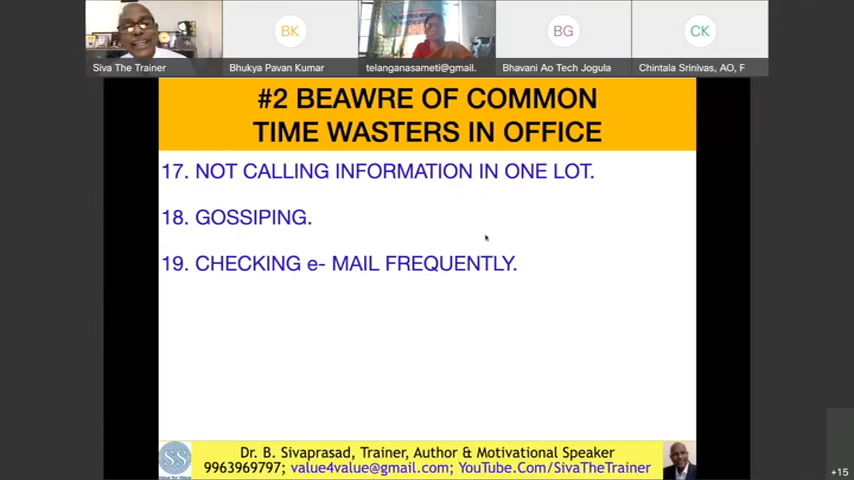 BK
BG
CK
Siva The Trainer
Bhukya Pavan Kumar
telanganasameti@gmail.
Bhavani Ao Tech Jogula
Chintala Srinivas, AO, F
#2 BEAWRE OF COMMON
TIME WASTERS IN OFFICE
17. NOT CALLING INFORMATION IN ONE LOT.
18. GOSSIPING.
19. CHECKING e- MAIL FREQUENTLY.
Dr. B. Sivaprasad, Trainer, Author & Motivational Speaker
9963969797; value4value@gmail.com; YouTube.Com/SivaTheTrainer
+15